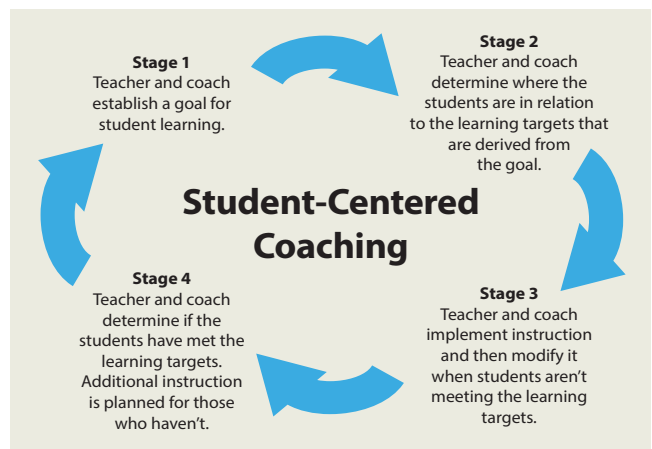 Stage 1
Teacher and coach
establish a goal for
student learning.
Stage 2
Teacher and coach
determine where the
students are in relation
to the learning targets that
are derived from
the goal.
Student-Centered
Coaching
Stage 3
Teacher and coach
implement instruction
and then modify it
when students aren’t
meeting the learning
targets.
Stage 4
Teacher and coach
determine if the
students have met the
learning targets.
Additional instruction
is planned for those
who haven’t.